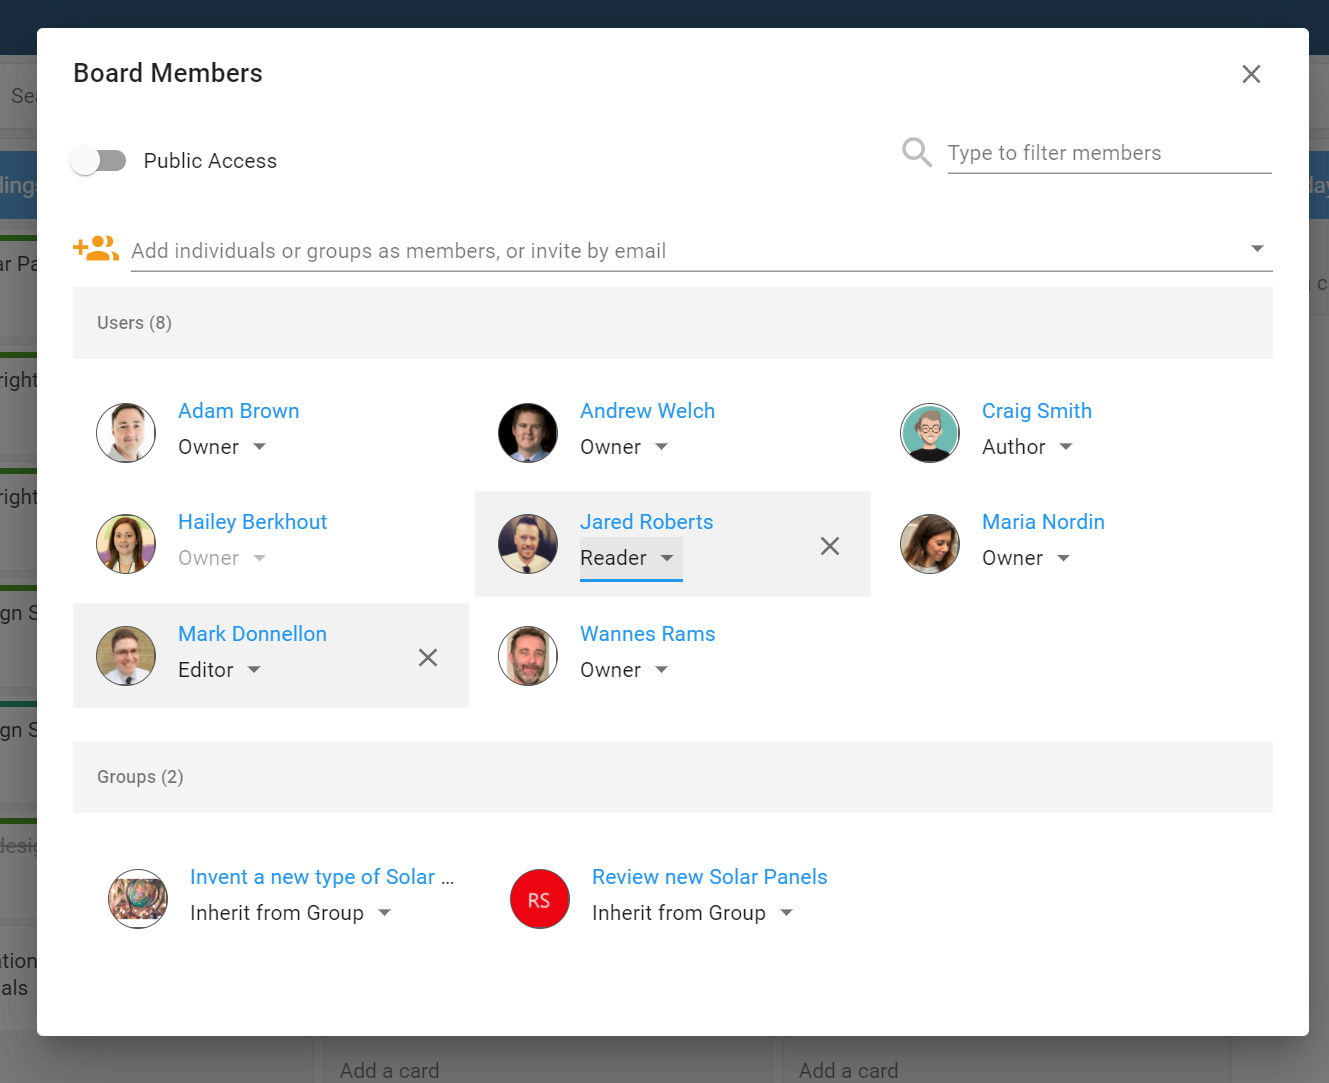 Board Members
Public Access
Type to filter members
Add individuals or groups as members, or invite by email
Users (8)
Adam Brown
Owner
Andrew Welch
Owner
Craig Smith
Author
Hailey Berkhout
Owner
Jared Roberts
Reader
Maria Nordin
Owner
Mark Donnellon
Editor
Wannes Rams
Owner
Groups (2)
Invent a new type of Solar ...
Inherit from Group
RS
Review new Solar Panels
Inherit from Group
Add a card
Add a card